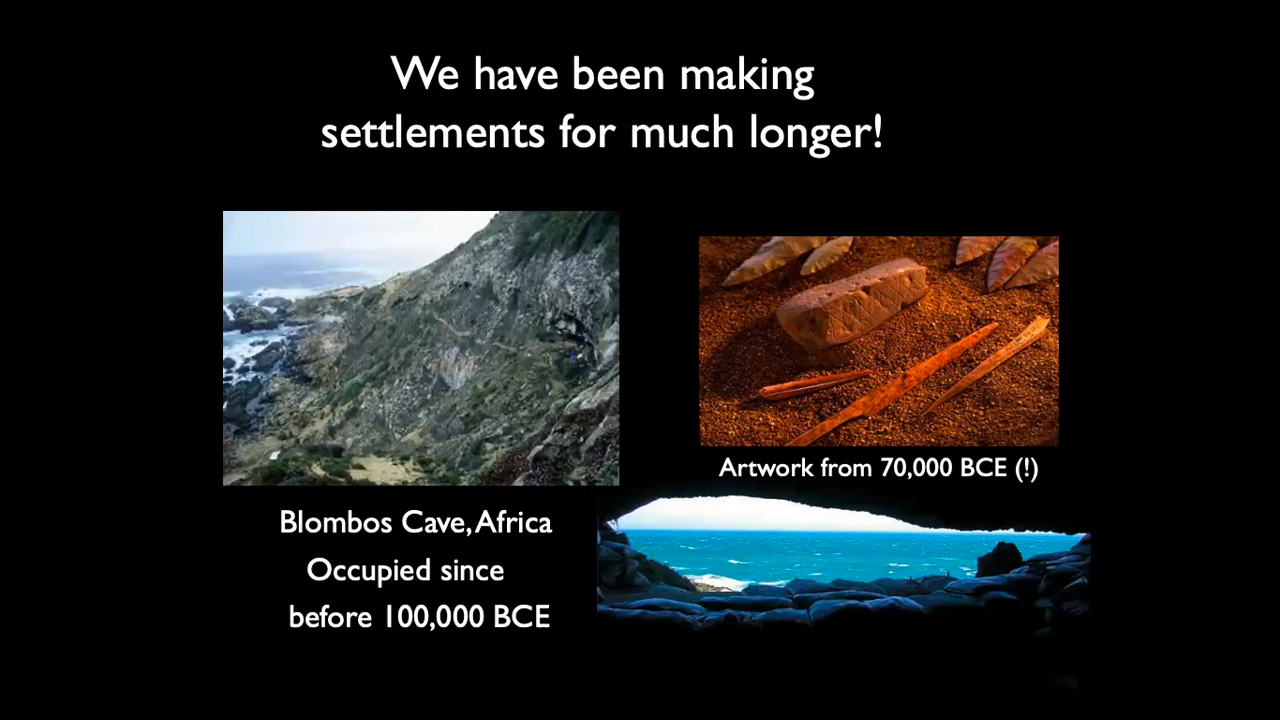 We have been making
settlements for much longer!
Artwork from 70,000 BCE (!)
Blombos Cave, Africa
Occupied since
before 100,000 BCE